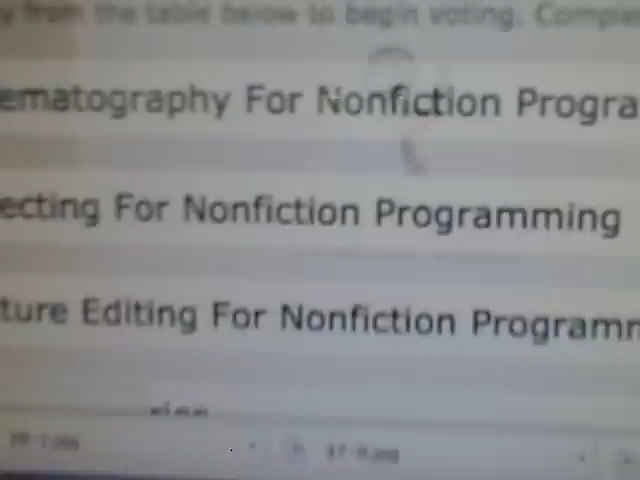 y from the table below to begin voting. Comple
ematography For Nonfiction Progra
ecting For Nonfiction Programming
ture Editing For Nonfiction Programm